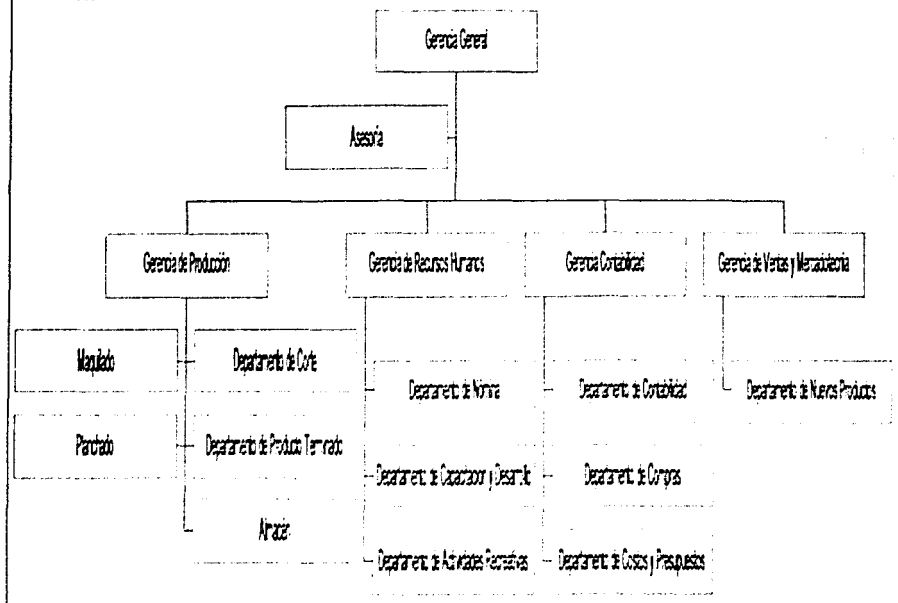 Gerencia General
Asesoría
Gerencia de Producción
Gerencia de Recursos Humanos
Gerencia Contabilidad
Gerencia de Ventas y Mercadotecnia
Maquilado
Departamento de Corte
Departamento de Nómina
Departamento de Contabilidad
Departamento de Nuevos Productos
Planchado
Departamento de Producto Terminado
Departamento de Capacitación y Desarrollo
Departamento de Compras
Almacén
Departamento de Actividades Recreativas
Departamento de Costos y Presupuestos